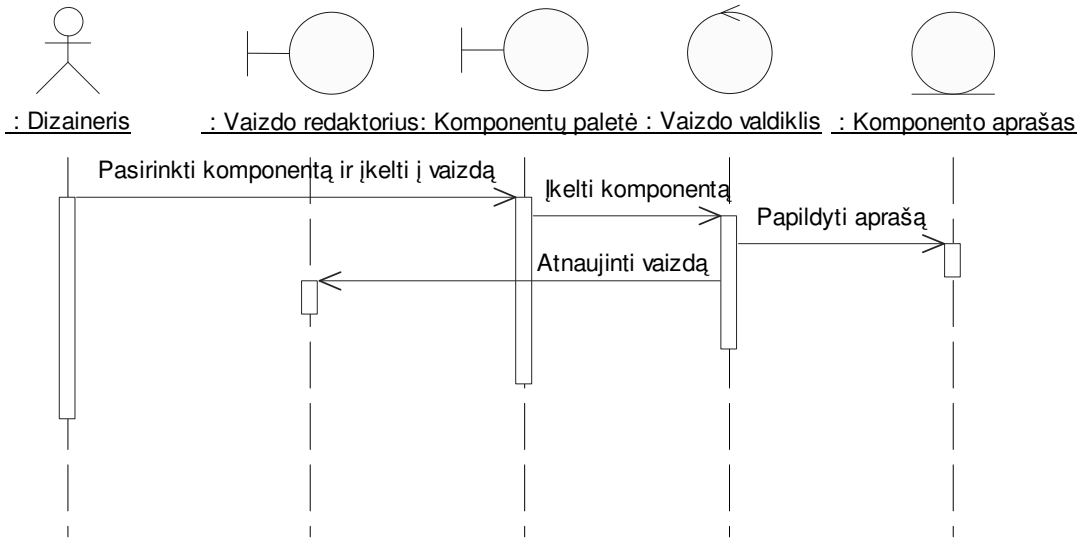 : Dizaineris
: Vaizdo redaktorius
: Komponentų paletė
: Vaizdo valdiklis
: Komponento aprašas
Pasirinkti komponentą ir įkelti į vaizdą
Įkelti komponentą
Papildyti aprašą
Atnaujinti vaizdą